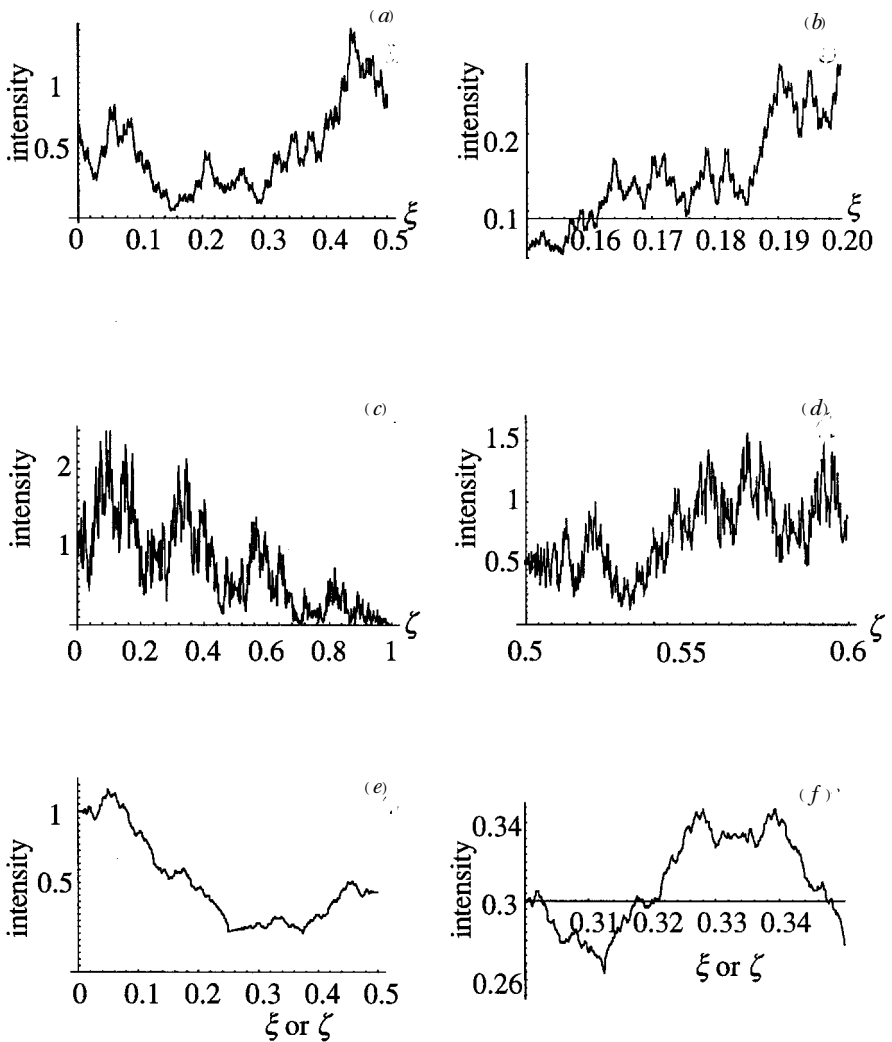 (a)
intensity
1
0.5
0 0.1 0.2 0.3 0.4 0.5 ξ
(b)
intensity
0.2
0.1
0.16 0.17 0.18 0.19 0.20 ξ
(c)
intensity
2
1
0 0.2 0.4 0.6 0.8 1 ζ
(d)
intensity
1.5
1
0.5
0.5 0.55 0.6 ζ
(e)
intensity
1
0.5
0 0.1 0.2 0.3 0.4 0.5
ξ or ζ
(f)
intensity
0.34
0.3
0.26
0.31 0.32 0.33 0.34
ξ or ζ